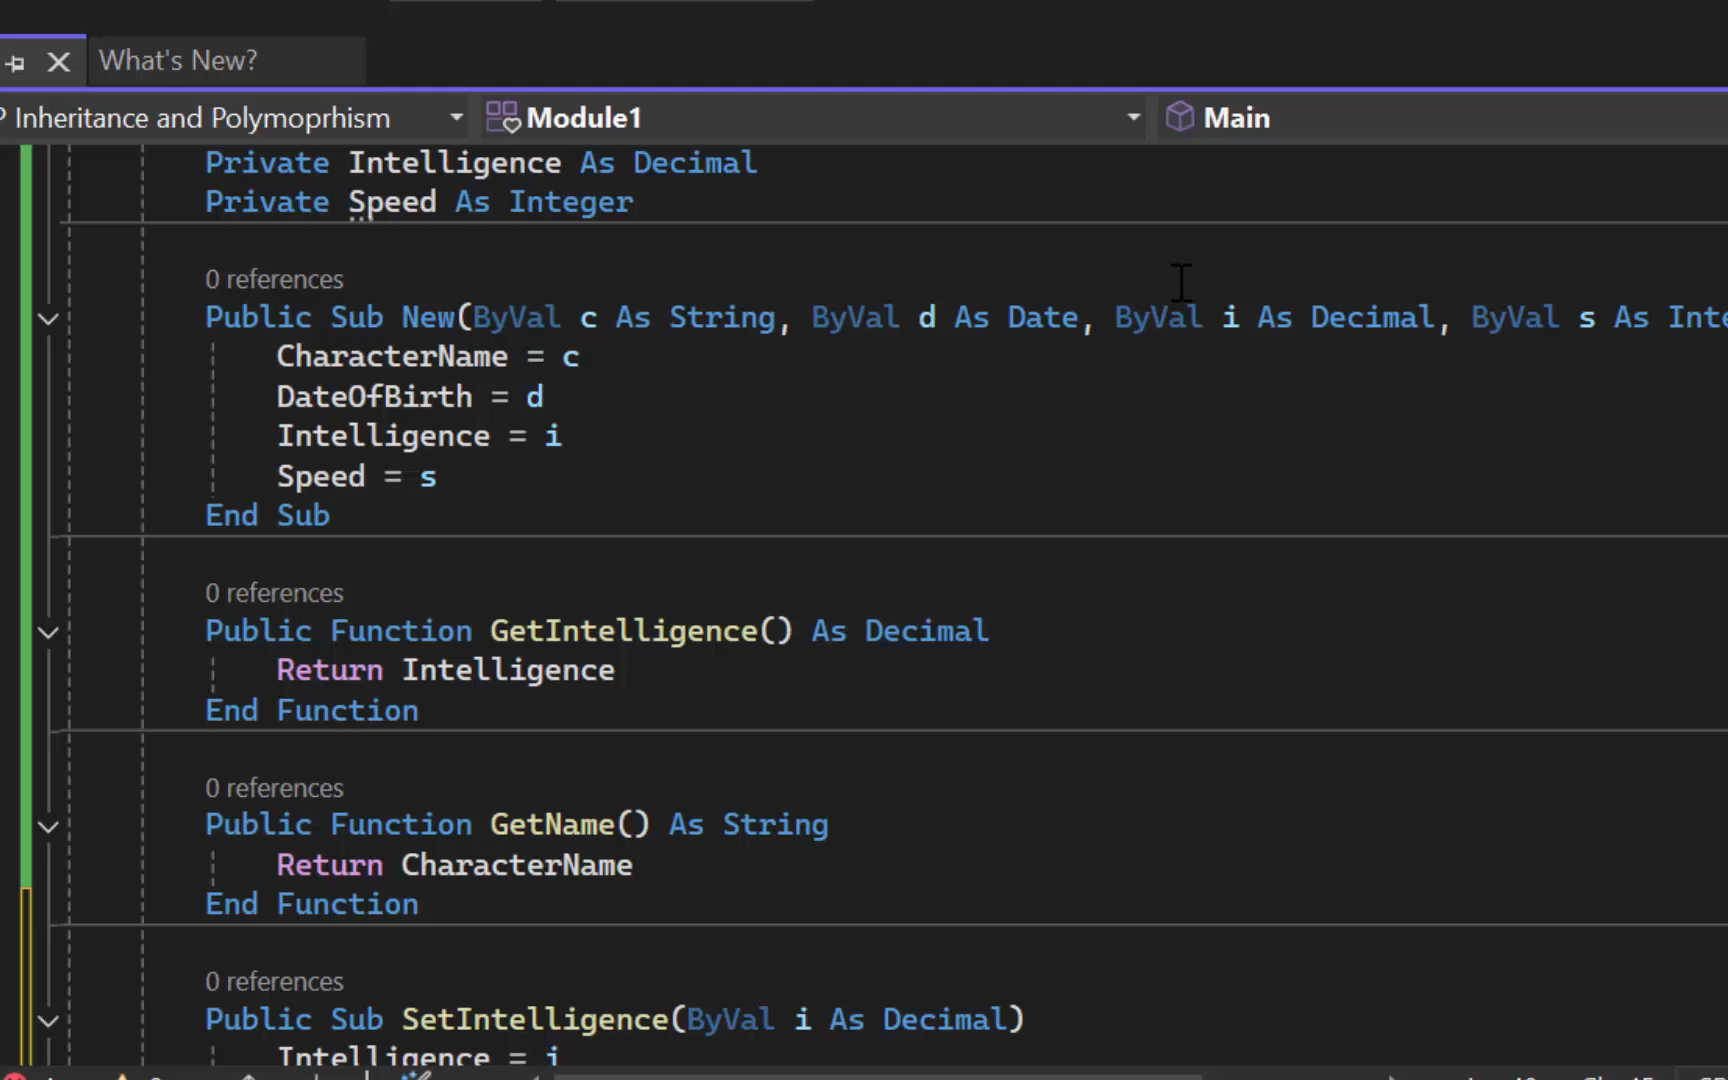 What's New?
Inheritance and Polymoprhism Module1 Main
Private Intelligence As Decimal
Private Speed As Integer
0 references
Public Sub New(ByVal c As String, ByVal d As Date, ByVal i As Decimal, ByVal s As Inte
CharacterName = c
DateOfBirth = d
Intelligence = i
Speed = s
End Sub
0 references
Public Function GetIntelligence() As Decimal
Return Intelligence
End Function
0 references
Public Function GetName() As String
Return CharacterName
End Function
0 references
Public Sub SetIntelligence(ByVal i As Decimal)
Intelligence = i